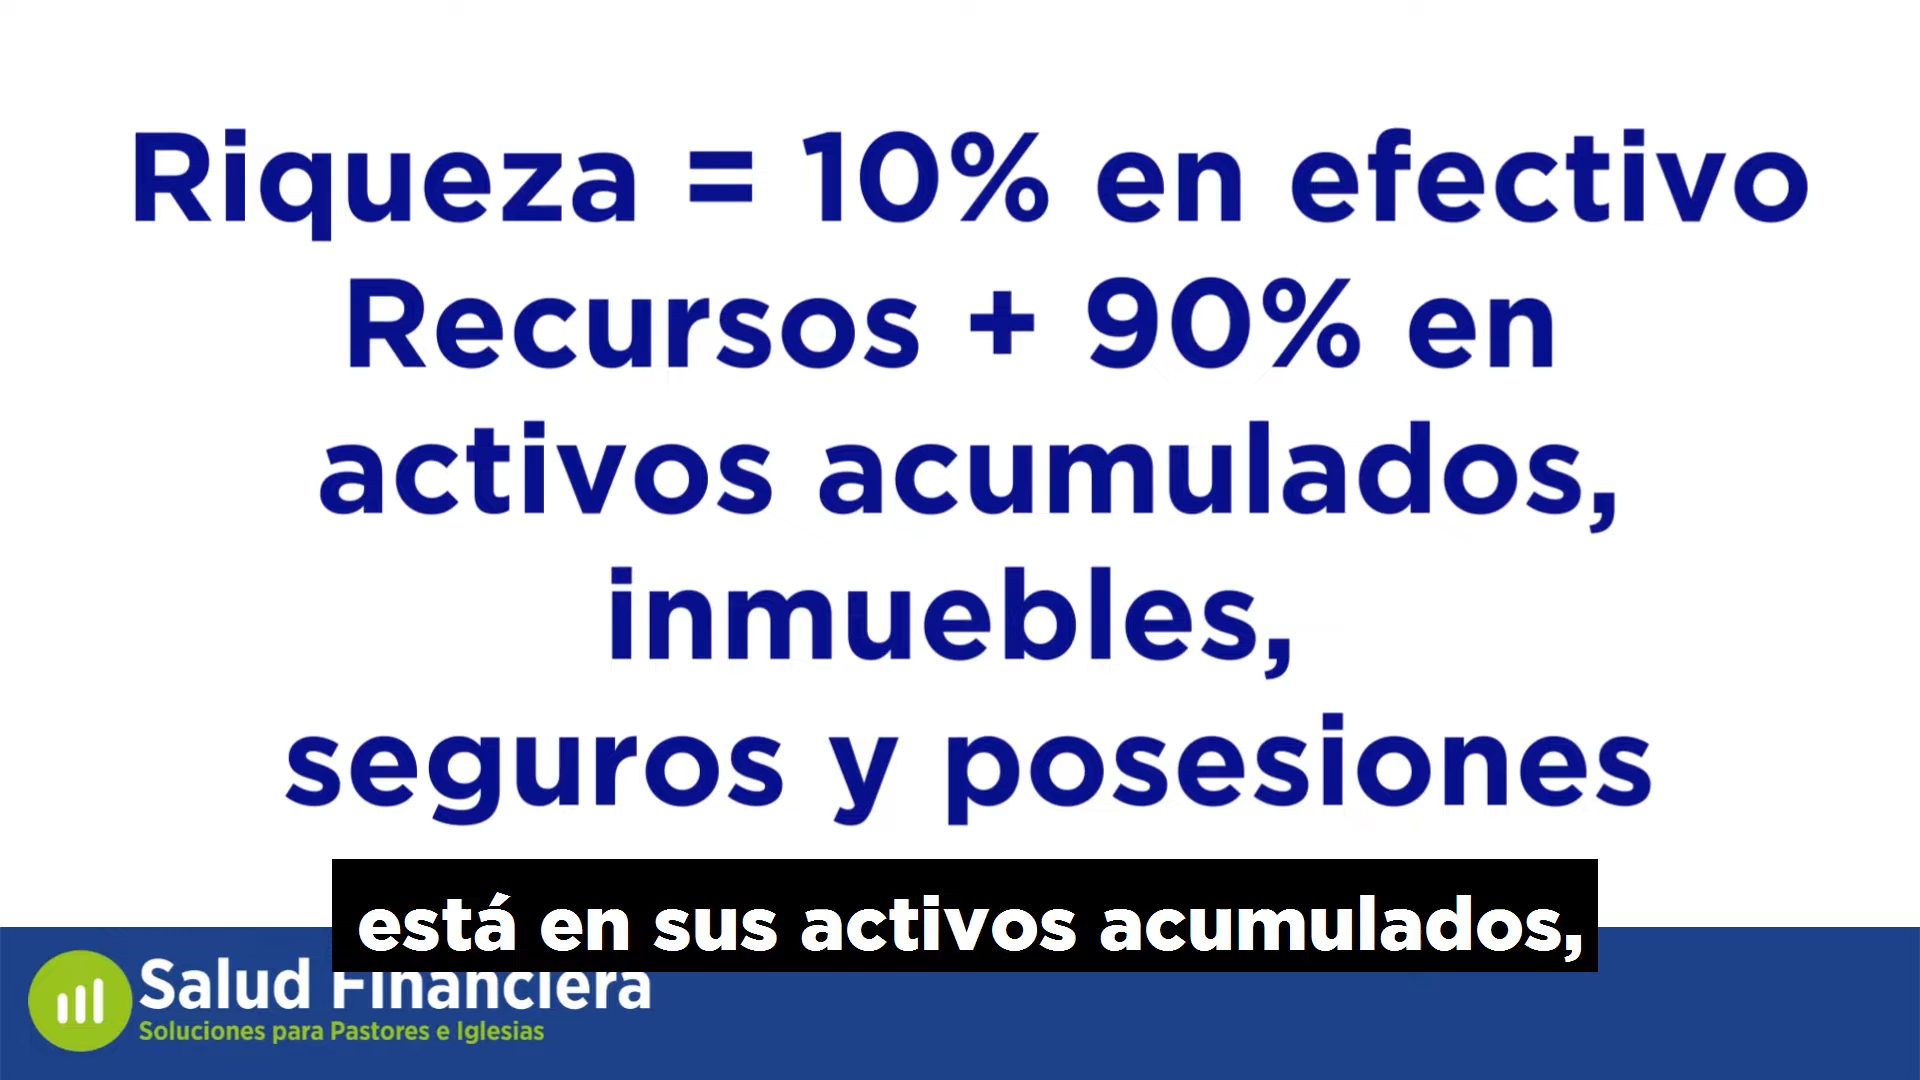 Riqueza = 10% en efectivo
Recursos + 90% en
activos acumulados,
inmuebles,
seguros y posesiones
está en sus activos acumulados,
Salud Financiera
Soluciones para Pastores e Iglesias